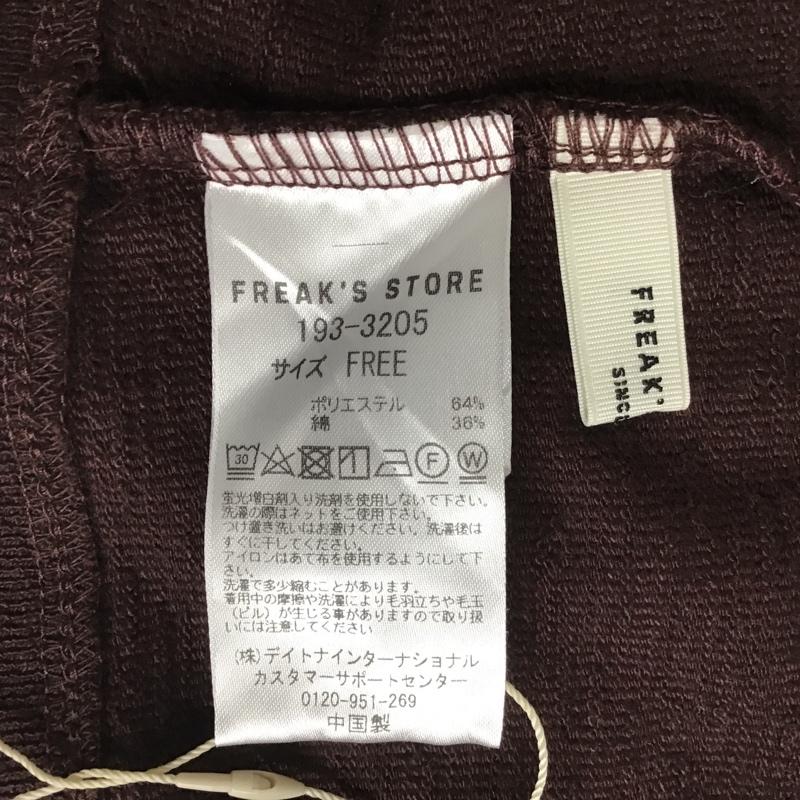 FREAK'S STORE
193-3205
サイズ FREE
ポリエステル 64%
綿 36%
30 F W
蛍光増白剤入り洗剤を使用しないで下さい。
洗濯の際はネットをご使用下さい。
つけ置き洗いはお避けください。洗濯後は
すぐに干してください。
アイロンはあて布を使用するようにして下
さい。
洗濯で多少縮むことがあります。
着用中の摩擦や洗濯により毛羽立ちや毛玉
(ピル)が生じる事がありますので取り扱
いには注意してください
(株)デイトナインターナショナル
カスタマーサポートセンター
0120-951-269
中国製
FREAK'
SINC